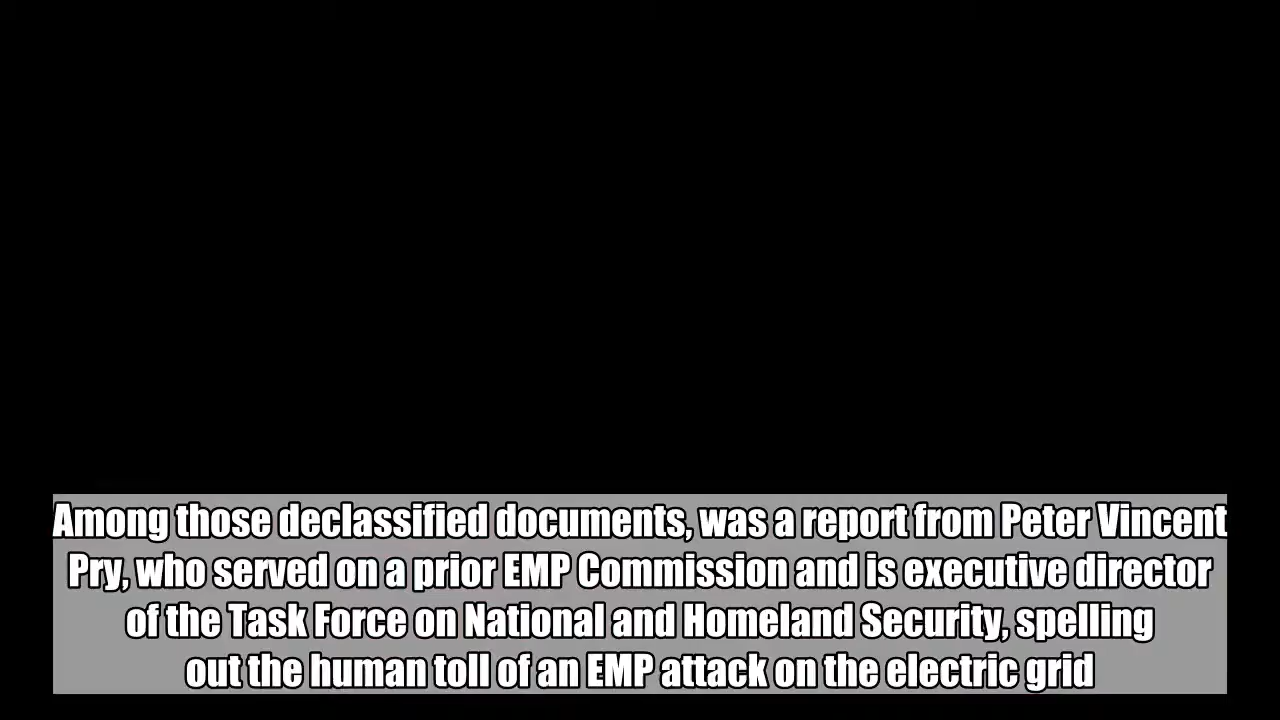 Among those declassified documents, was a report from Peter Vincent
Pry, who served on a prior EMP Commission and is executive director
of the Task Force on National and Homeland Security, spelling
out the human toll of an EMP attack on the electric grid